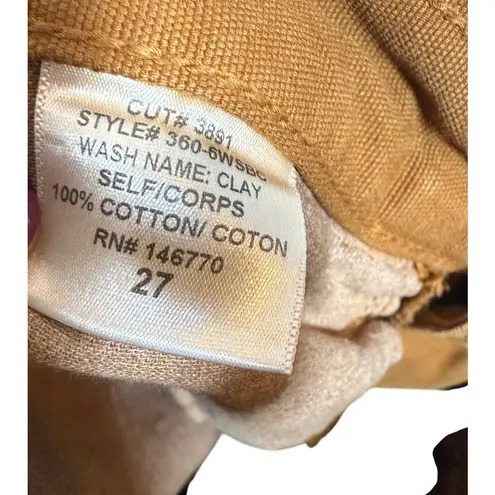 CUT# 3891
STYLE# 360-6WSBC
WASH NAME: CLAY
SELF/CORPS
100% COTTON/ COTON
RN# 146770
27